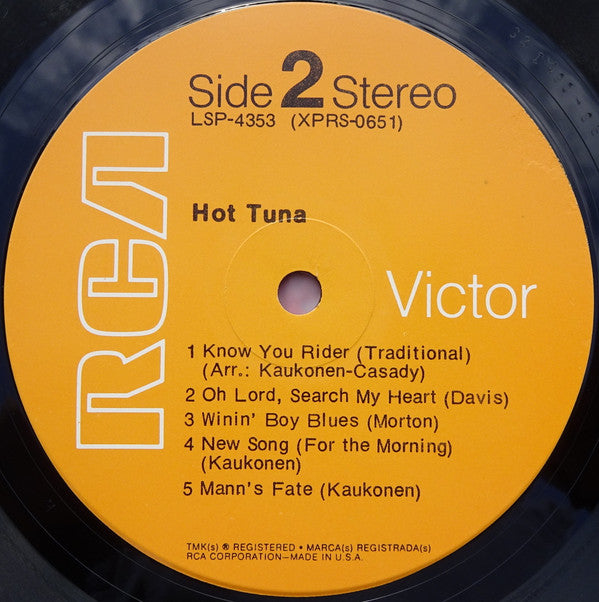 Side 2 Stereo
LSP-4353 (XPRS-0651)
RCA
Hot Tuna
Victor
1 Know You Rider (Traditional)
(Arr.: Kaukonen-Casady)
2 Oh Lord, Search My Heart (Davis)
3 Winin' Boy Blues (Morton)
4 New Song (For the Morning)
(Kaukonen)
5 Mann's Fate (Kaukonen)
TMK(s) ® REGISTERED • MARCA(s) REGISTRADA(s)
RCA CORPORATION—MADE IN U.S.A.